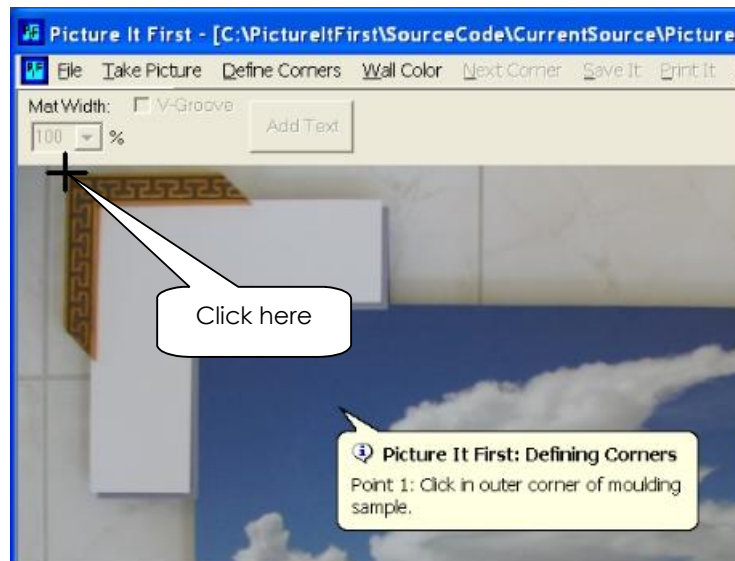 Picture It First - [C:\PictureItFirst\SourceCode\CurrentSource\Picture
File Take Picture Define Corners Wall Color Next Corner Save It Print It
Mat Width: V-Groove
100 % Add Text
Click here
Picture It First: Defining Corners
Point 1: Click in outer corner of moulding
sample.